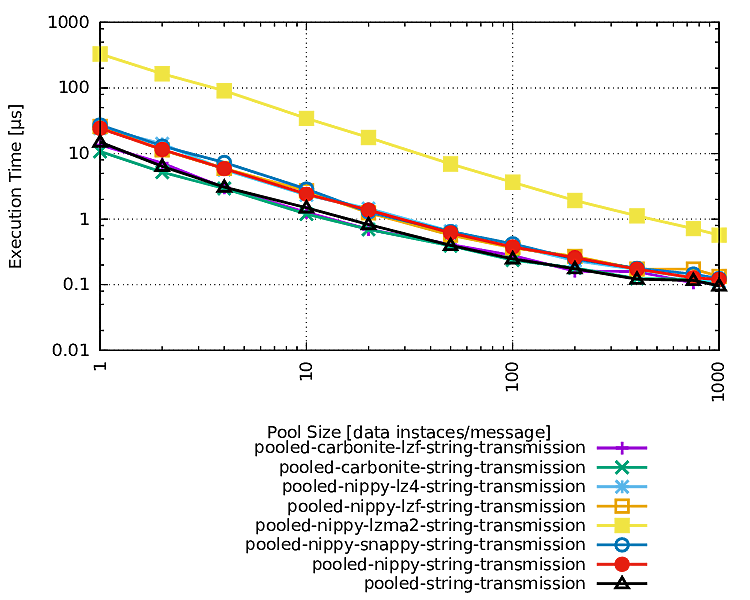 1000
100
10
1
0.1
0.01
Execution Time [µs]
1
10
100
1000
Pool Size [data instaces/message]
pooled-carbonite-lzf-string-transmission
pooled-carbonite-string-transmission
pooled-nippy-lz4-string-transmission
pooled-nippy-lzf-string-transmission
pooled-nippy-lzma2-string-transmission
pooled-nippy-snappy-string-transmission
pooled-nippy-string-transmission
pooled-string-transmission